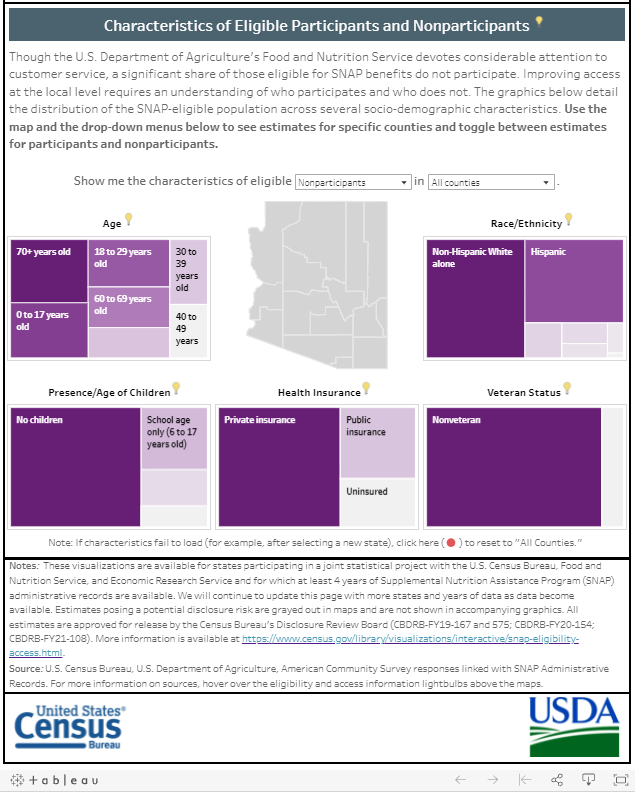 Characteristics of Eligible Participants and Nonparticipants
Though the U.S. Department of Agriculture's Food and Nutrition Service devotes considerable attention to
customer service, a significant share of those eligible for SNAP benefits do not participate. Improving access
at the local level requires an understanding of who participates and who does not. The graphics below detail
the distribution of the SNAP-eligible population across several socio-demographic characteristics. Use the
map and the drop-down menus below to see estimates for specific counties and toggle between estimates
for participants and nonparticipants.
Show me the characteristics of eligible Nonparticipants in All counties .
Age
70+ years old
18 to 29 years
old
30 to
39
years
old
0 to 17 years
old
60 to 69 years
old
40 to
49
years
Race/Ethnicity
Non-Hispanic White
alone
Hispanic
Presence/Age of Children
No children
School age
only (6 to 17
years old)
Health Insurance
Private insurance
Public
insurance
Uninsured
Veteran Status
Nonveteran
Note: If characteristics fail to load (for example, after selecting a new state), click here ( ) to reset to "All Counties."
Notes: These visualizations are available for states participating in a joint statistical project with the U.S. Census Bureau, Food and
Nutrition Service, and Economic Research Service and for which at least 4 years of Supplemental Nutrition Assistance Program (SNAP)
administrative records are available. We will continue to update this page with more states and years of data as data become
available. Estimates posing a potential disclosure risk are grayed out in maps and are not shown in accompanying graphics. All
estimates are approved for release by the Census Bureau's Disclosure Review Board (CBDRB-FY19-167 and 575; CBDRB-FY20-154;
CBDRB-FY21-108). More information is available at https://www.census.gov/library/visualizations/interactive/snap-eligibility-
access.html.
Source: U.S. Census Bureau, U.S. Department of Agriculture, American Community Survey responses linked with SNAP Administrative
Records. For more information on sources, hover over the eligibility and access information lightbulbs above the maps.
United States®
Census
Bureau
USDA
+ableau